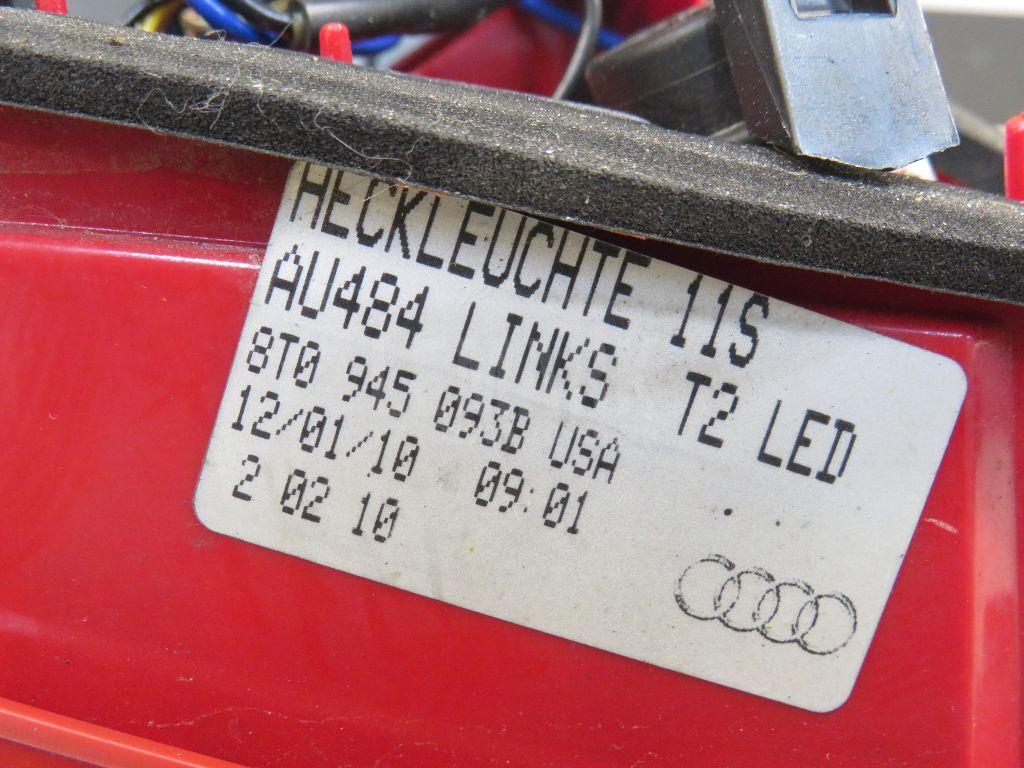 HECKLEUCHTE 11S
AU484 LINKS T2 LED
8T0 945 093B USA
12/01/10 09:01
2 02 10